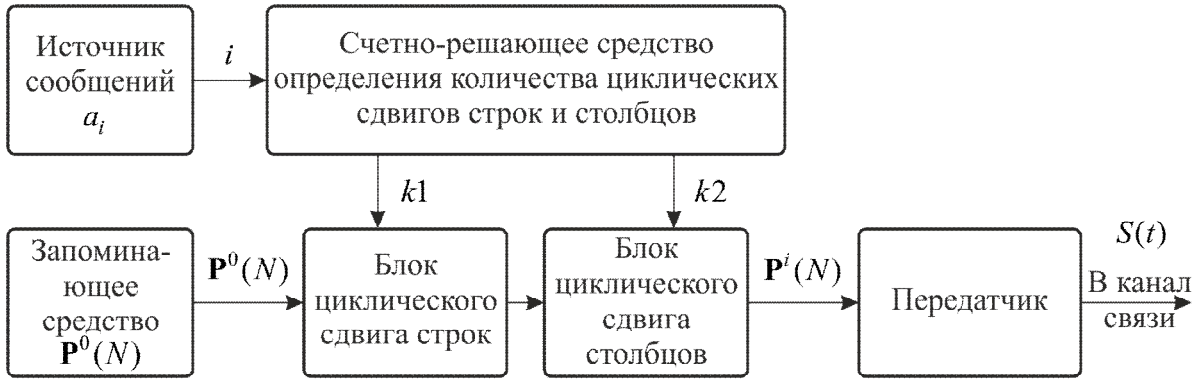 Источник
сообщений
a_i
i
Счетно-решающее средство
определения количества циклических
сдвигов строк и столбцов
k1
k2
Запомина-
ющее
средство
P^0(N)
P^0(N)
Блок
циклического
сдвига строк
Блок
циклического
сдвига
столбцов
P^i(N)
Передатчик
S(t)
В канал
связи